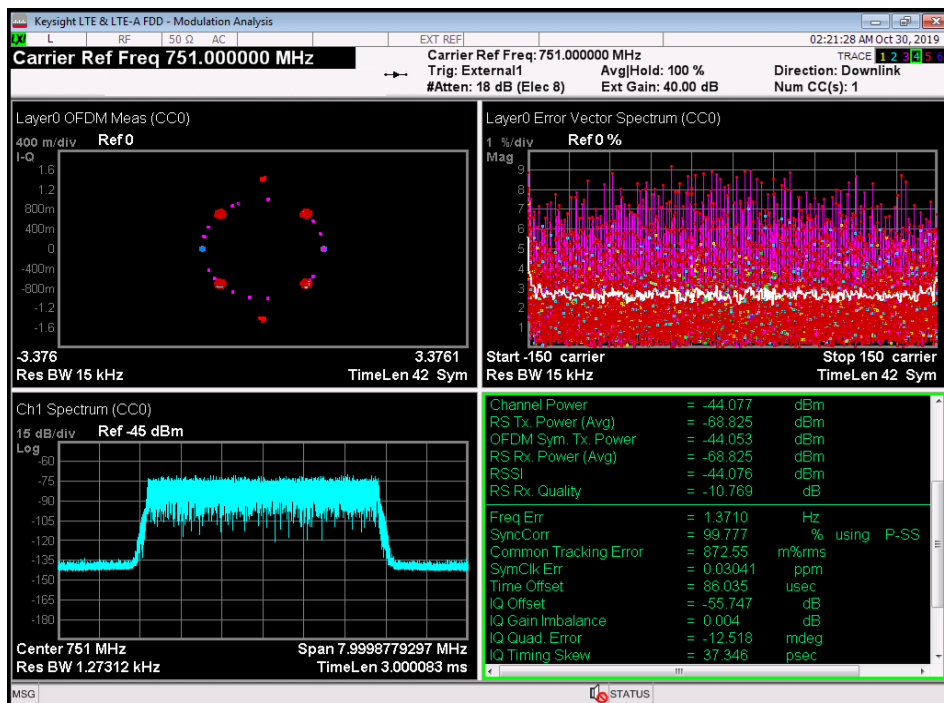 Keysight LTE & LTE-A FDD - Modulation Analysis
LXI L RF 50 Ω AC EXT REF 02:21:28 AM Oct 30, 2019
Carrier Ref Freq 751.000000 MHz
Carrier Ref Freq: 751.000000 MHz
TRACE 1 2 3 4 5 6
Trig: External1 Avg|Hold: 100 % Direction: Downlink
#Atten: 18 dB (Elec 8) Ext Gain: 40.00 dB Num CC(s): 1
Layer0 OFDM Meas (CC0)
400 m/div Ref 0
I-Q
1.6
1.2
800m
400m
0
-400m
-800m
-1.2
-1.6
-3.376 3.3761
Res BW 15 kHz TimeLen 42 Sym
Layer0 Error Vector Spectrum (CC0)
1 %/div Ref 0 %
Mag
9
8
7
6
5
4
3
2
1
Start -150 carrier Stop 150 carrier
Res BW 15 kHz TimeLen 42 Sym
Ch1 Spectrum (CC0)
15 dB/div Ref -45 dBm
Log
-60
-75
-90
-105
-120
-135
-150
-165
-180
Center 751 MHz Span 7.9998779297 MHz
Res BW 1.27312 kHz TimeLen 3.000083 ms
Channel Power = -44.077 dBm
RS Tx. Power (Avg) = -68.825 dBm
OFDM Sym. Tx. Power = -44.053 dBm
RS Rx. Power (Avg) = -68.825 dBm
RSSI = -44.076 dBm
RS Rx. Quality = -10.769 dB
Freq Err = 1.3710 Hz
SyncCorr = 99.777 % using P-SS
Common Tracking Error = 872.55 m%rms
SymClk Err = 0.03041 ppm
Time Offset = 86.035 usec
IQ Offset = -55.747 dB
IQ Gain Imbalance = 0.004 dB
IQ Quad. Error = -12.518 mdeg
IQ Timing Skew = 37.346 psec
MSG STATUS